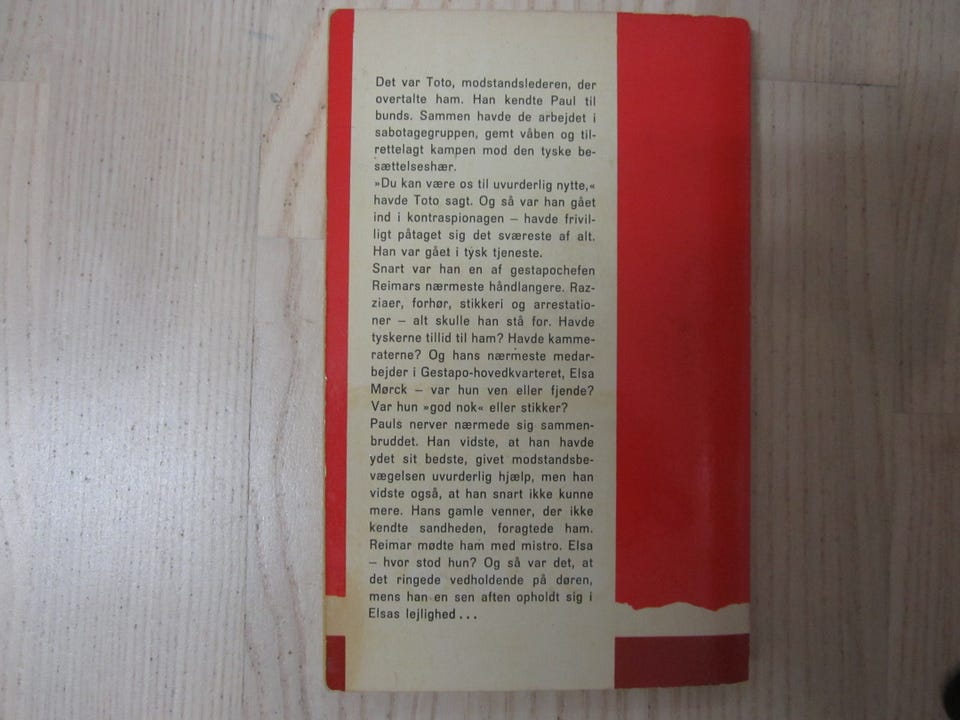 Det var Toto, modstandslederen, der
overtalte ham. Han kendte Paul til
bunds. Sammen havde de arbejdet i
sabotagegruppen, gemt våben og til-
rettelagt kampen mod den tyske be-
sættelseshær.
»Du kan være os til uvurderlig nytte,«
havde Toto sagt. Og så var han gået
ind i kontraspionagen – havde frivil-
ligt påtaget sig det sværeste af alt.
Han var gået i tysk tjeneste.
Snart var han en af gestapochefen
Reimars nærmeste håndlangere. Raz-
ziaer, forhør, stikkeri og arrestatio-
ner – alt skulle han stå for. Havde
tyskerne tillid til ham? Havde kamme-
raterne? Og hans nærmeste medar-
bejder i Gestapo-hovedkvarteret, Elsa
Mørck – var hun ven eller fjende?
Var hun »god nok« eller stikker?
Pauls nerver nærmede sig sammen-
bruddet. Han vidste, at han havde
ydet sit bedste, givet modstandsbe-
vægelsen uvurderlig hjælp, men han
vidste også, at han snart ikke kunne
mere. Hans gamle venner, der ikke
kendte sandheden, foragtede ham.
Reimar mødte ham med mistro. Elsa
– hvor stod hun? Og så var det, at
det ringede vedholdende på døren,
mens han en sen aften opholdt sig i
Elsas lejlighed...